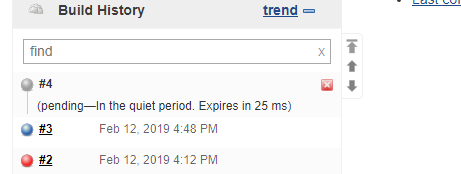 Last co
Build History trend
find x
#4
(pending—In the quiet period. Expires in 25 ms)
#3 Feb 12, 2019 4:48 PM
#2 Feb 12, 2019 4:12 PM